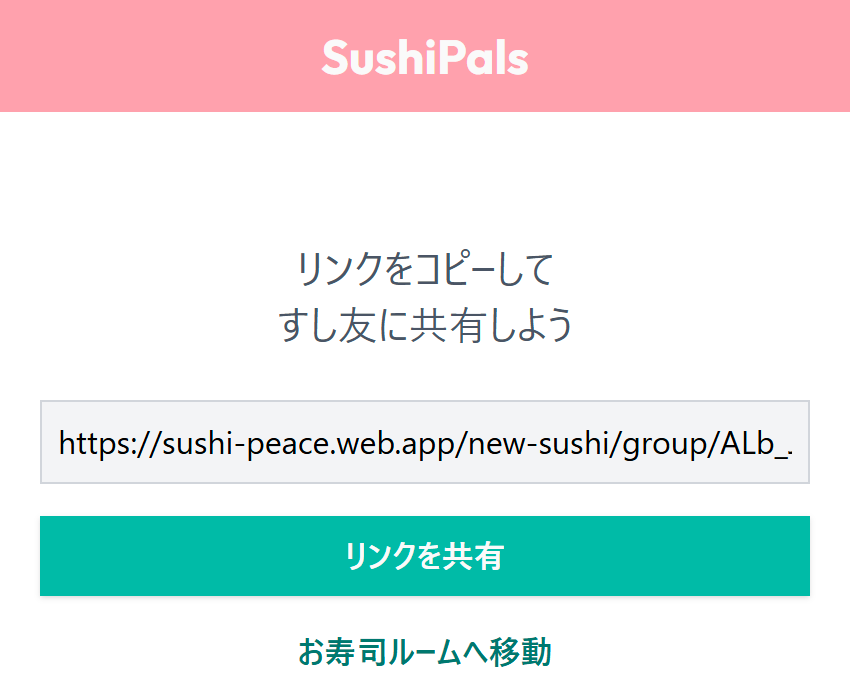 SushiPals
リンクをコピーして
すし友に共有しよう
https://sushi-peace.web.app/new-sushi/group/ALb_
リンクを共有
お寿司ルームへ移動